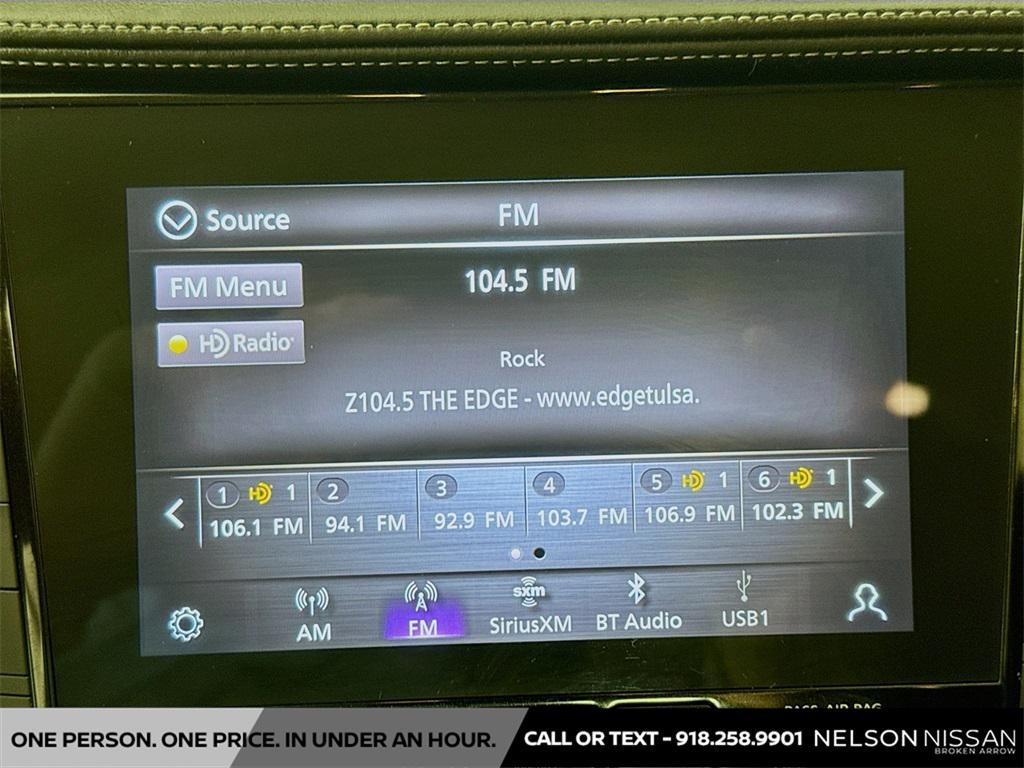 Source
FM
FM Menu
104.5 FM
HD Radio
Rock
Z104.5 THE EDGE - www.edgetulsa.
1 HD 1
2
3
4
5 HD 1
6 HD 1
106.1 FM
94.1 FM
92.9 FM
103.7 FM
106.9 FM
102.3 FM
sxm
AM
FM
SiriusXM
BT Audio
USB1
PASS AIR BAG
ONE PERSON. ONE PRICE. IN UNDER AN HOUR.
CALL OR TEXT - 918.258.9901
NELSON NISSAN
BROKEN ARROW